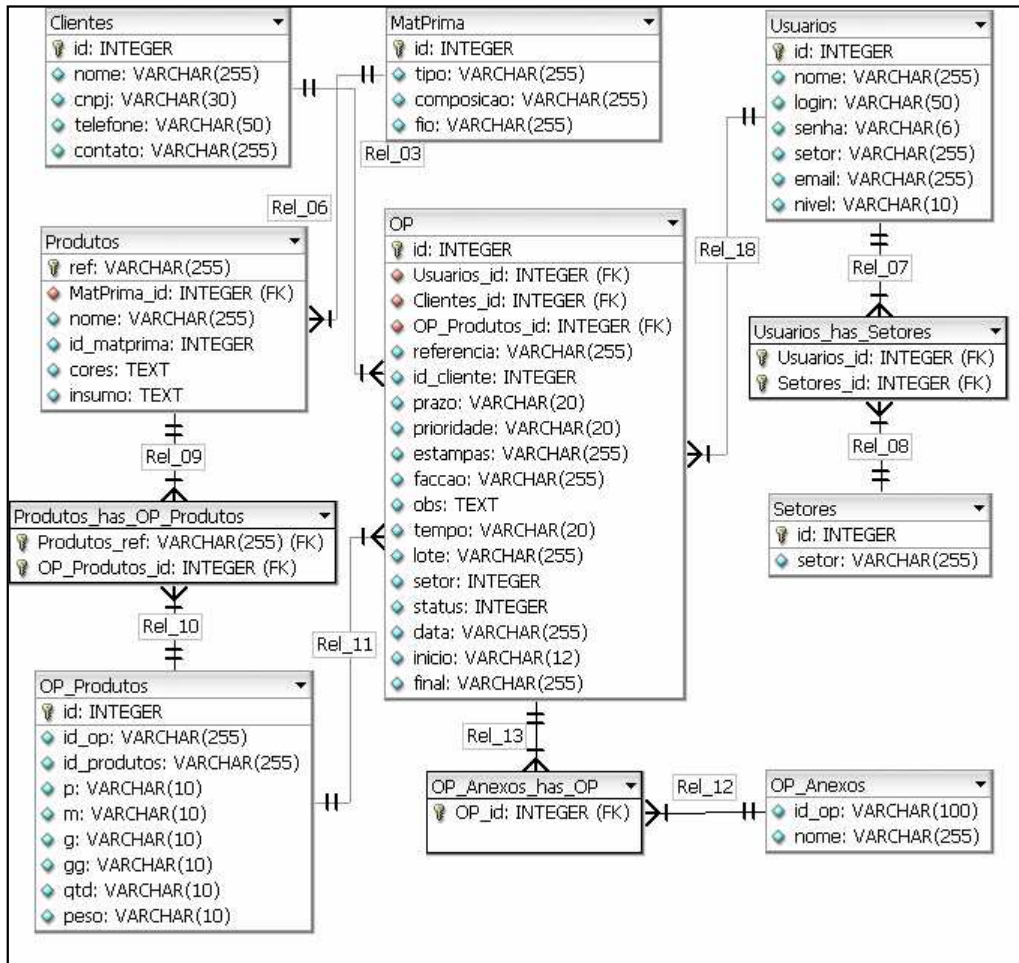 Clientes
id: INTEGER
nome: VARCHAR(255)
cnpj: VARCHAR(30)
telefone: VARCHAR(50)
contato: VARCHAR(255)
MatPrima
id: INTEGER
tipo: VARCHAR(255)
composicao: VARCHAR(255)
fio: VARCHAR(255)
Usuarios
id: INTEGER
nome: VARCHAR(255)
login: VARCHAR(50)
senha: VARCHAR(6)
setor: VARCHAR(255)
email: VARCHAR(255)
nivel: VARCHAR(10)
Rel_03
Rel_06
Rel_18
Rel_07
Produtos
ref: VARCHAR(255)
MatPrima_id: INTEGER (FK)
nome: VARCHAR(255)
id_matprima: INTEGER
cores: TEXT
insumo: TEXT
OP
id: INTEGER
Usuarios_id: INTEGER (FK)
Clientes_id: INTEGER (FK)
OP_Produtos_id: INTEGER (FK)
referencia: VARCHAR(255)
id_cliente: INTEGER
prazo: VARCHAR(20)
prioridade: VARCHAR(20)
estampas: VARCHAR(255)
faccao: VARCHAR(255)
obs: TEXT
tempo: VARCHAR(20)
lote: VARCHAR(255)
setor: INTEGER
status: INTEGER
data: VARCHAR(255)
inicio: VARCHAR(12)
final: VARCHAR(255)
Usuarios_has_Setores
Usuarios_id: INTEGER (FK)
Setores_id: INTEGER (FK)
Rel_08
Setores
id: INTEGER
setor: VARCHAR(255)
Rel_09
Produtos_has_OP_Produtos
Produtos_ref: VARCHAR(255) (FK)
OP_Produtos_id: INTEGER (FK)
Rel_10
Rel_11
OP_Produtos
id: INTEGER
id_op: VARCHAR(255)
id_produtos: VARCHAR(255)
p: VARCHAR(10)
m: VARCHAR(10)
g: VARCHAR(10)
gg: VARCHAR(10)
qtd: VARCHAR(10)
peso: VARCHAR(10)
Rel_13
OP_Anexos_has_OP
OP_id: INTEGER (FK)
Rel_12
OP_Anexos
id_op: VARCHAR(100)
nome: VARCHAR(255)